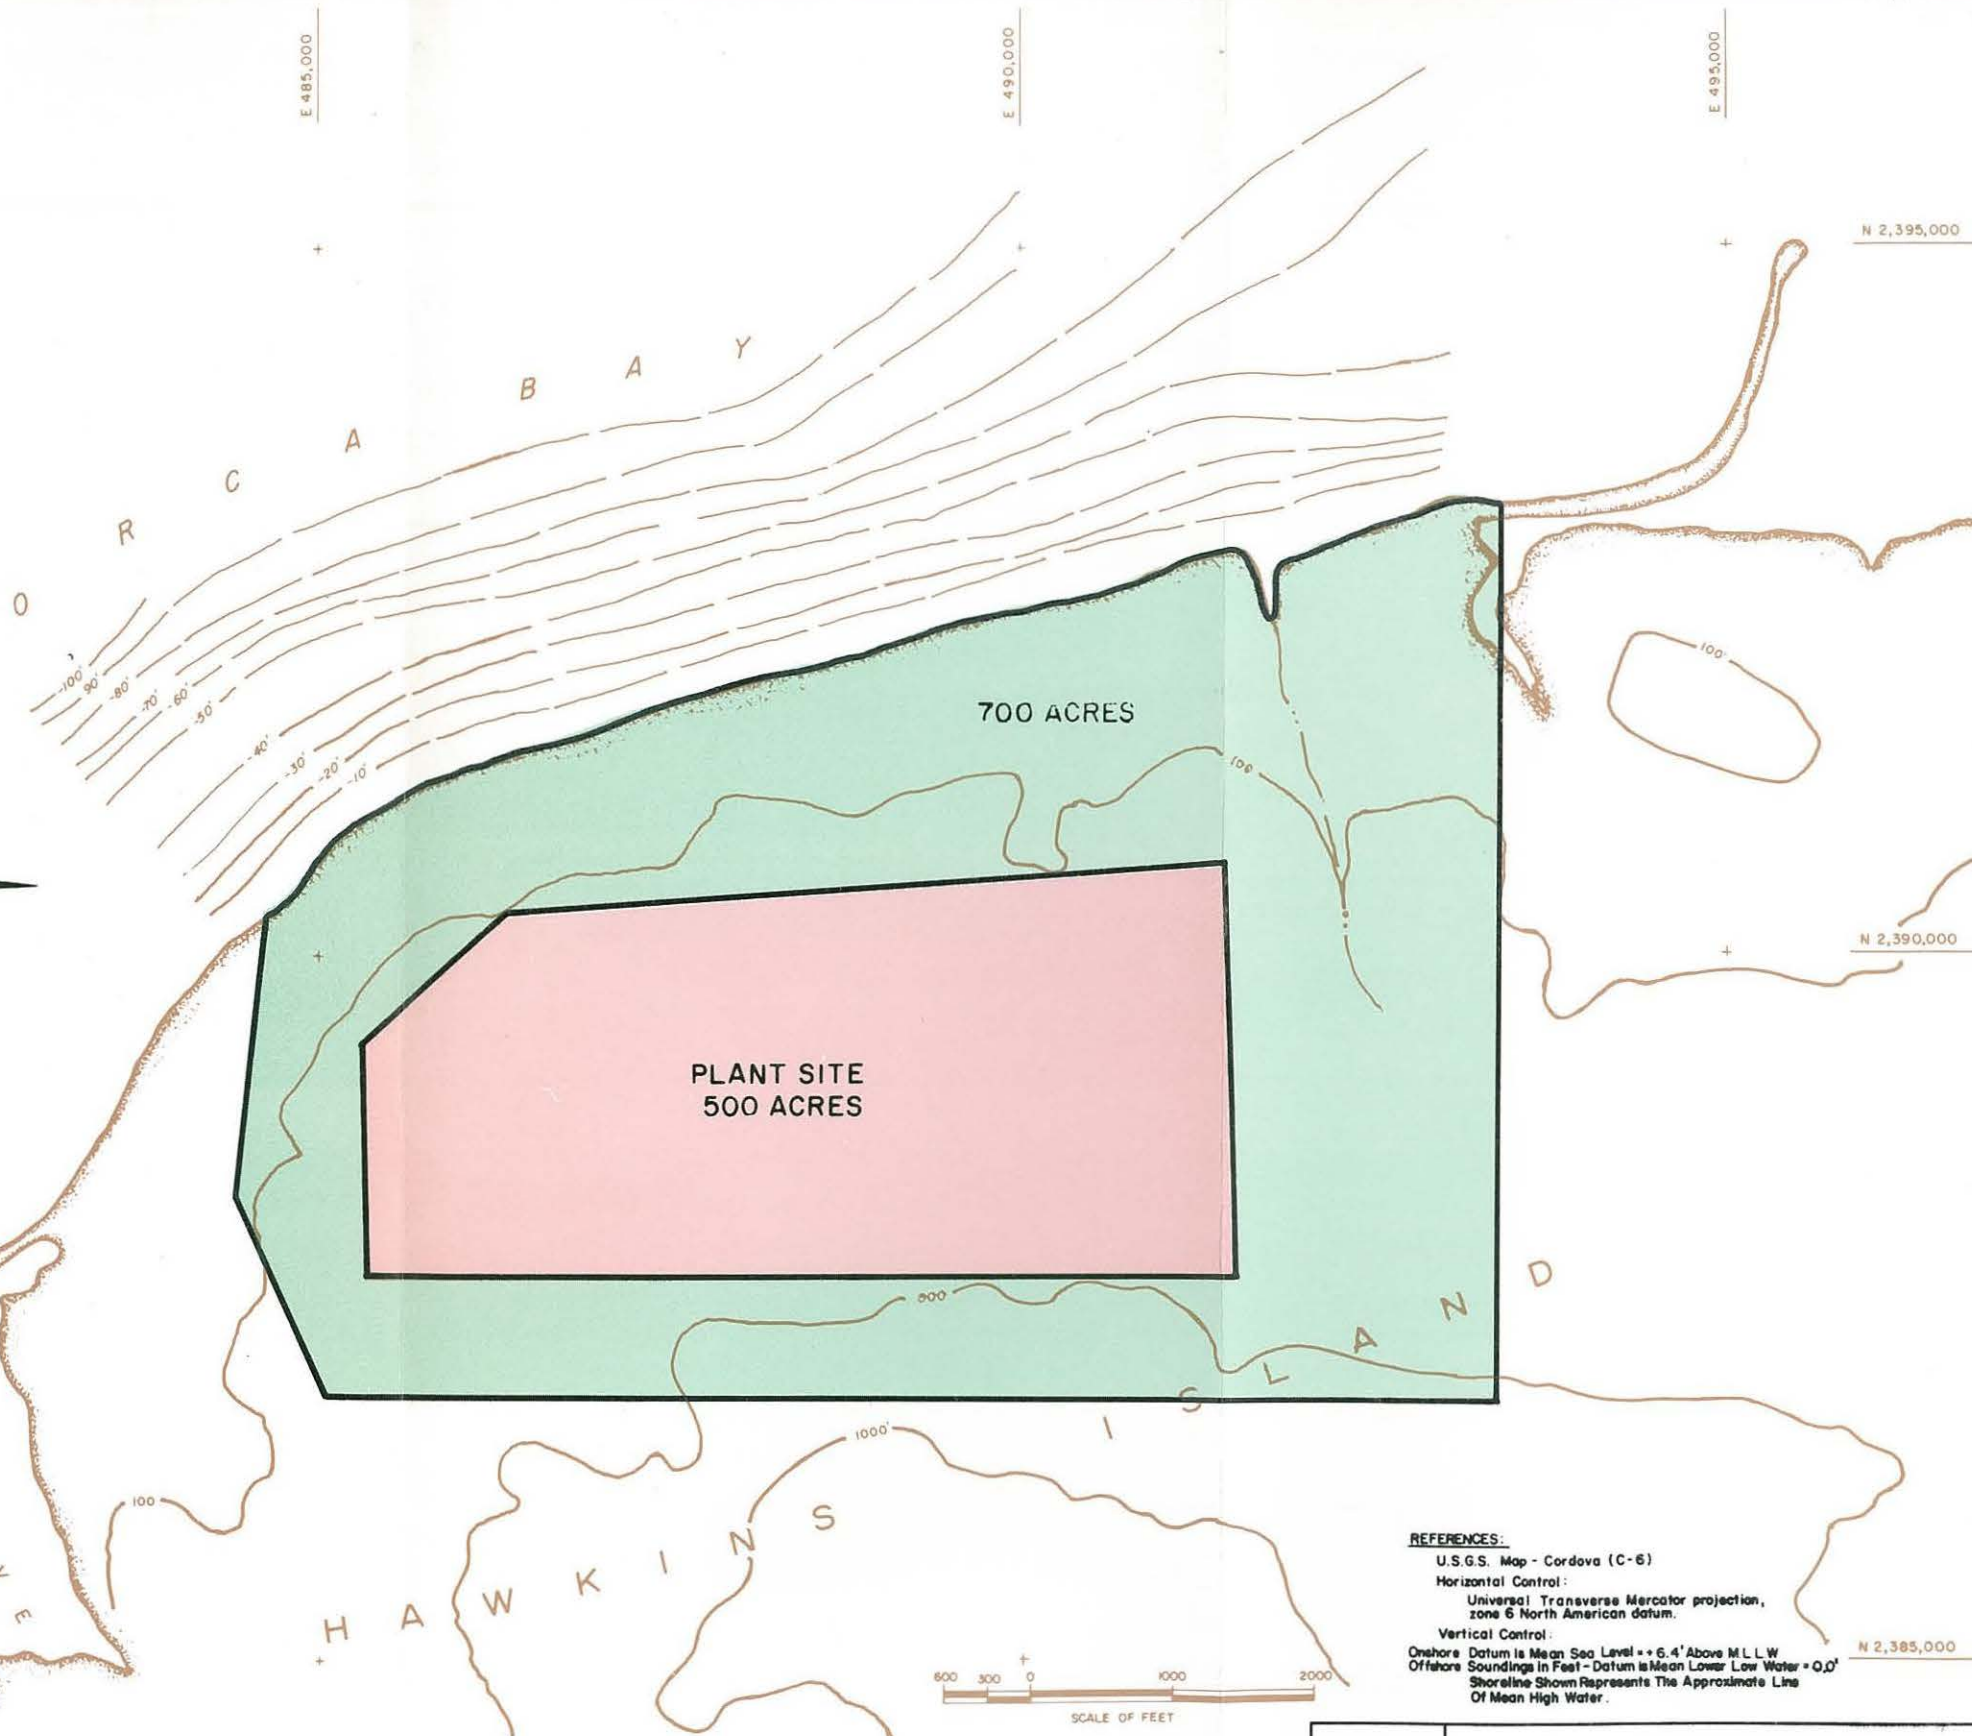 E 485,000
E 490,000
E 495,000
N 2,395,000
ORCA BAY
-100'
90'
-80'
-70'
-60'
-50'
-40'
-30'
-20'
-10'
100'
700 ACRES
100
N 2,390,000
PLANT SITE
500 ACRES
HAWKINS ISLAND
1000'
100
REFERENCES:
U.S.G.S. Map - Cordova (C-6)
Horizontal Control:
Universal Transverse Mercator projection,
zone 6 North American datum.
Vertical Control:
Onshore Datum is Mean Sea Level = + 6.4' Above M L L W
Offshore Soundings in Feet - Datum is Mean Lower Low Water = 0.0'
Shoreline Shown Represents The Approximate Line
Of Mean High Water.
N 2,385,000
600 300 0 1000 2000
SCALE OF FEET